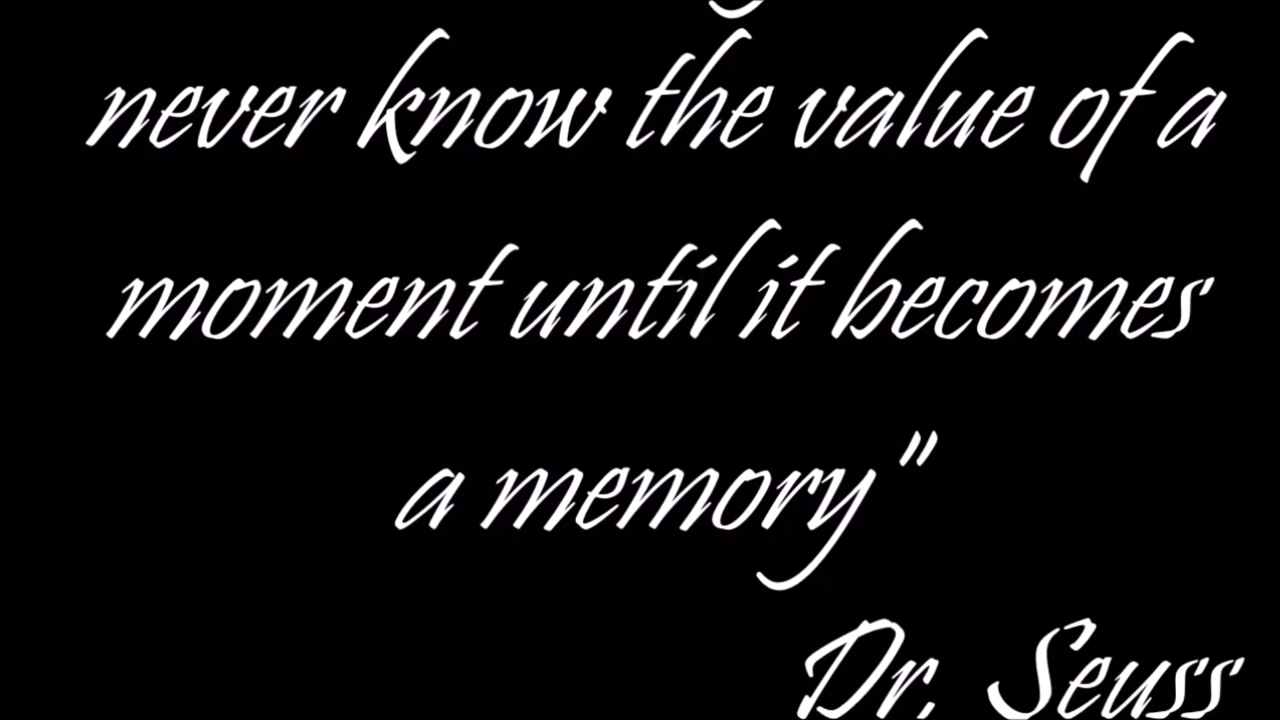 never know the value of a
moment until it becomes
a memory"
Dr. Seuss